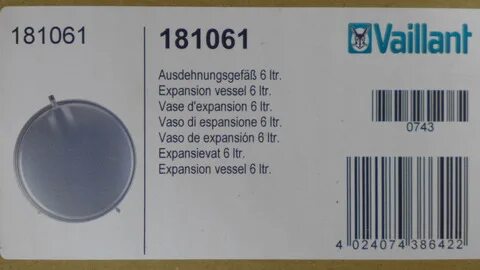 181061
181061
Vaillant
Ausdehnungsgefäß 6 ltr.
Expansion vessel 6 ltr.
Vase d'expansion 6 ltr.
Vaso di espansione 6 ltr.
Vaso de expansión 6 ltr.
Expansievat 6 ltr.
Expansion vessel 6 ltr.
0743
4 024074 386422